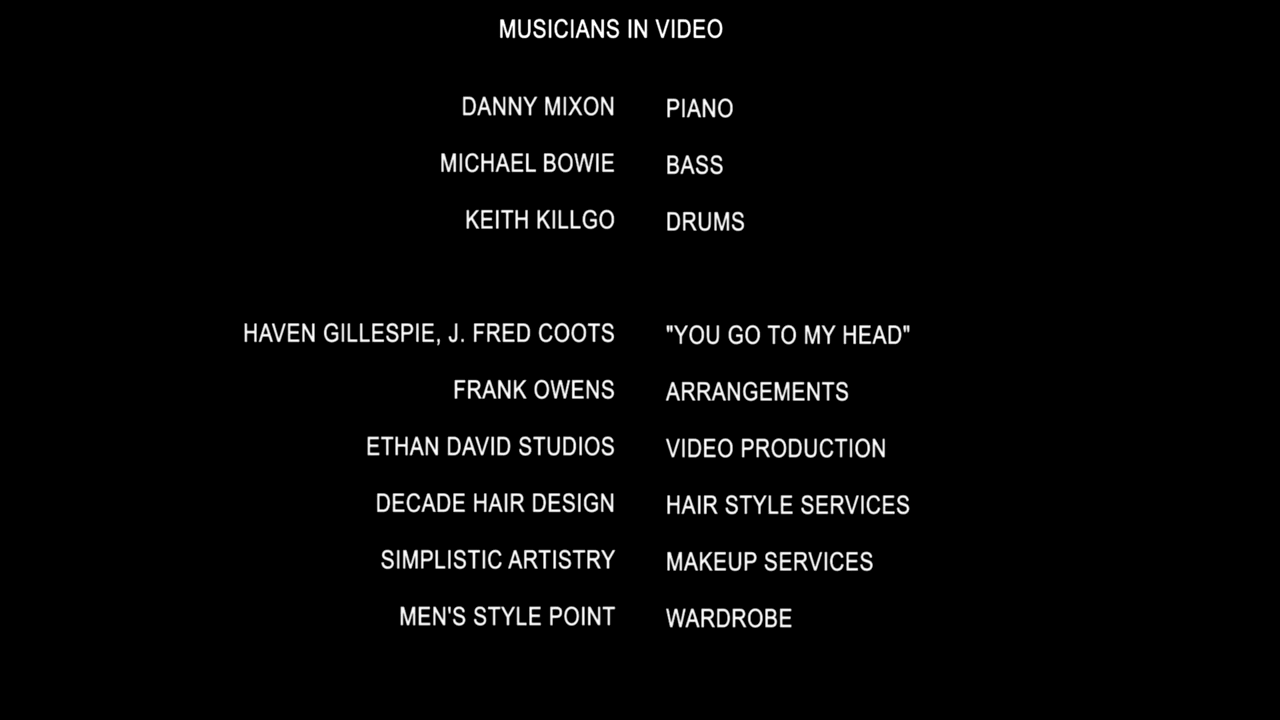 MUSICIANS IN VIDEO
DANNY MIXON PIANO
MICHAEL BOWIE BASS
KEITH KILLGO DRUMS
HAVEN GILLESPIE, J. FRED COOTS "YOU GO TO MY HEAD"
FRANK OWENS ARRANGEMENTS
ETHAN DAVID STUDIOS VIDEO PRODUCTION
DECADE HAIR DESIGN HAIR STYLE SERVICES
SIMPLISTIC ARTISTRY MAKEUP SERVICES
MEN'S STYLE POINT WARDROBE